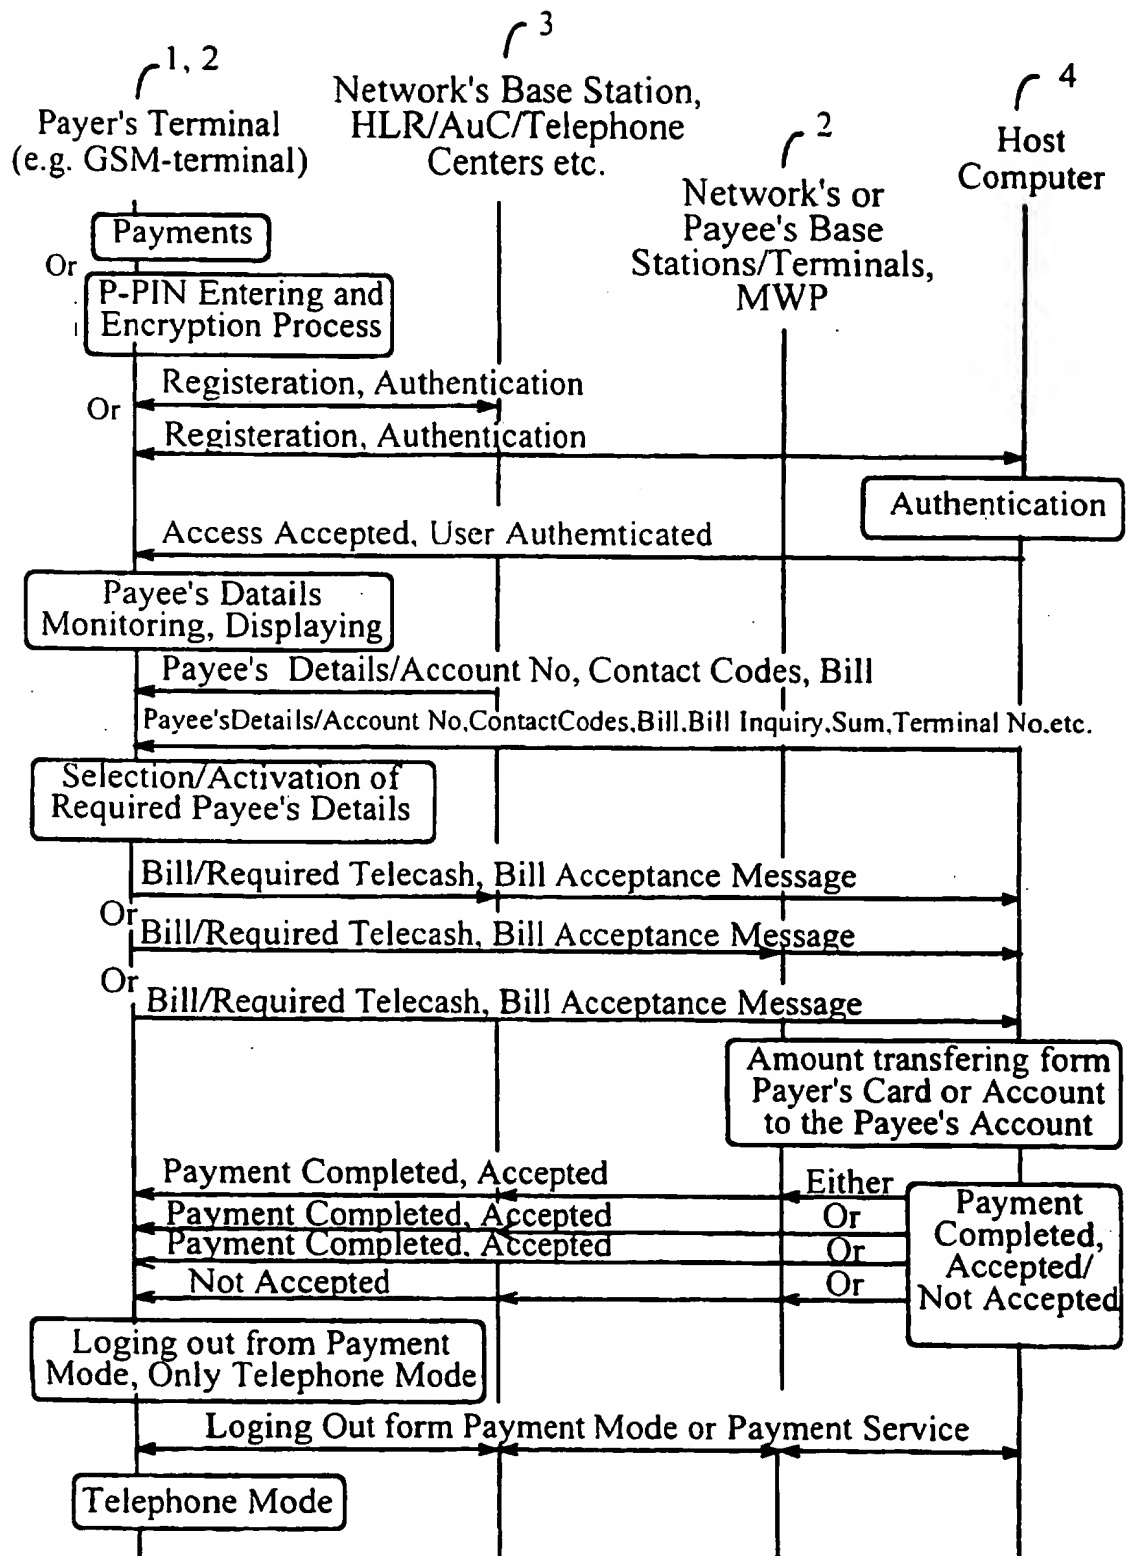 3
1, 2
4
Network's Base Station,
HLR/AuC/Telephone
Centers etc.
Payer's Terminal
(e.g. GSM-terminal)
2
Host
Computer
Network's or
Payee's Base
Stations/Terminals,
MWP
Payments
Or
P-PIN Entering and
Encryption Process
Registeration, Authentication
Or
Registeration, Authentication
Authentication
Access Accepted, User Authemticated
Payee's Datails
Monitoring, Displaying
Payee's Details/Account No, Contact Codes, Bill
Payee'sDetails/Account No,ContactCodes,Bill,Bill Inquiry,Sum,Terminal No.etc.
Selection/Activation of
Required Payee's Details
Bill/Required Telecash, Bill Acceptance Message
Or
Bill/Required Telecash, Bill Acceptance Message
Or
Bill/Required Telecash, Bill Acceptance Message
Amount transfering form
Payer's Card or Account
to the Payee's Account
Payment Completed, Accepted
Either
Payment Completed, Accepted
Or
Payment Completed, Accepted
Or
Not Accepted
Or
Payment
Completed,
Accepted/
Not Accepted
Loging out from Payment
Mode, Only Telephone Mode
Loging Out form Payment Mode or Payment Service
Telephone Mode